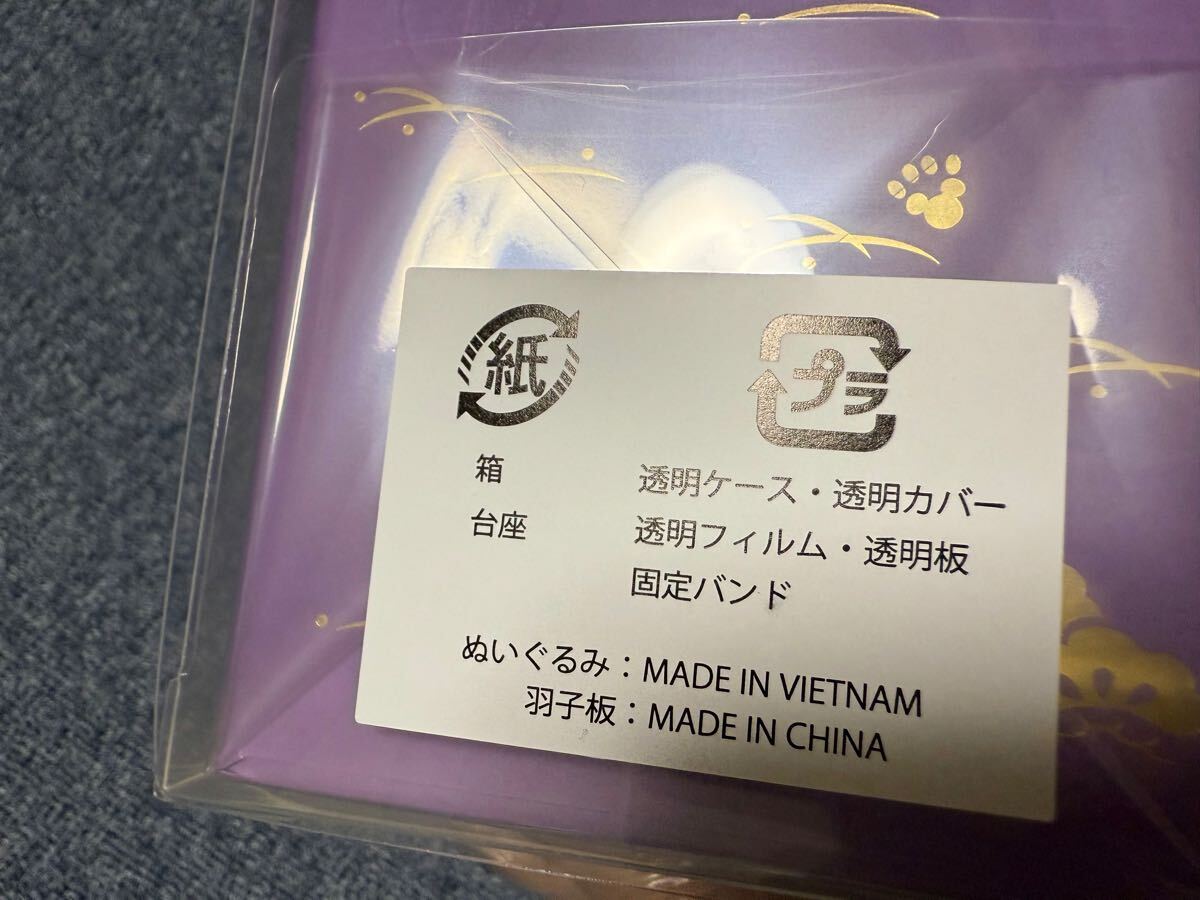 紙
プラ
箱
台座
透明ケース・透明カバー
透明フィルム・透明板
固定バンド
ぬいぐるみ：MADE IN VIETNAM
羽子板：MADE IN CHINA